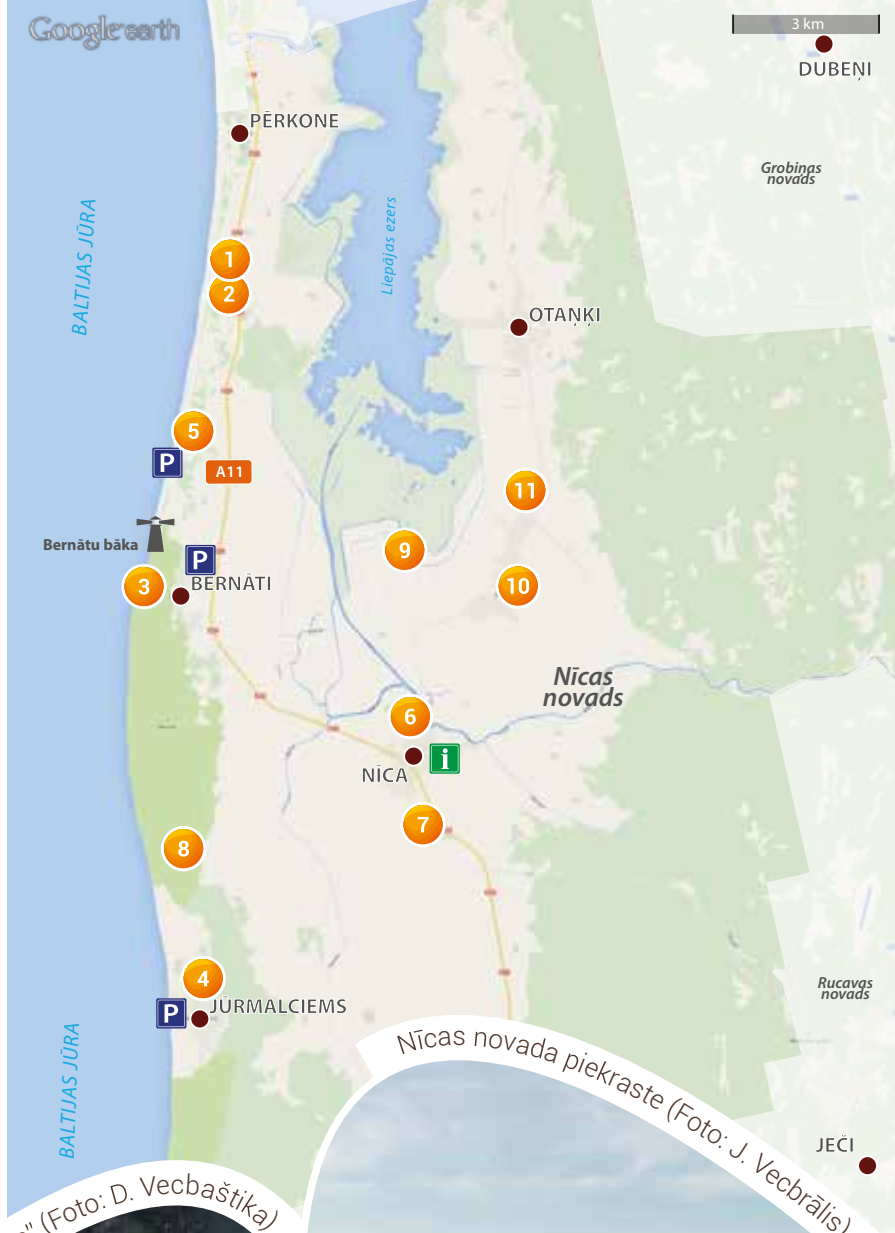 Google earth
3 km
DUBEŅI
PĒRKONE
Grobiņas
novads
BALTIJAS JŪRA
Liepājas ezers
1
2
OTAŅĶI
5
P
A11
11
Bernātu bāka
P
9
3
BERNĀTI
10
Nīcas
novads
6
NĪCA
i
7
8
4
P
JŪRMALCIEMS
Rucavas
novads
BALTIJAS JŪRA
Nīcas novada piekraste (Foto: J. Vecbrālis)
JEČI
" (Foto: D. Vecbaštika)